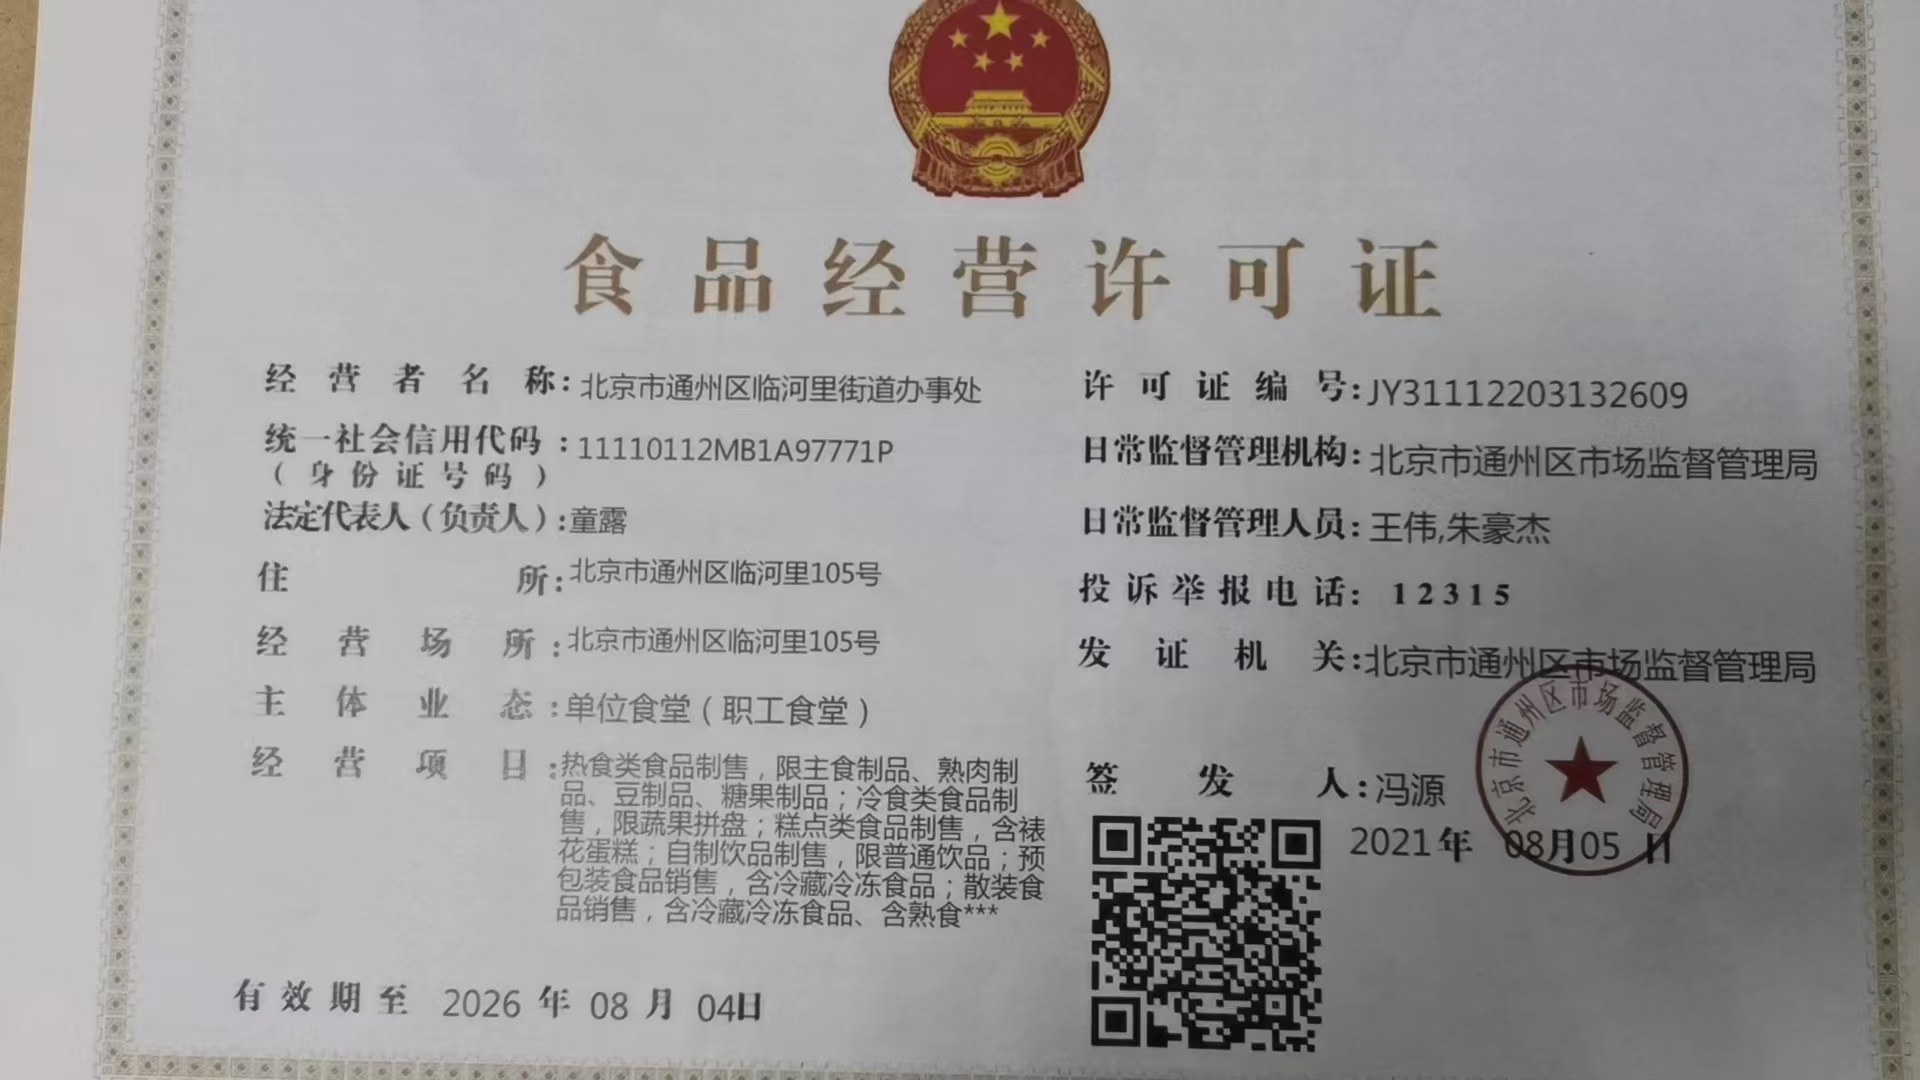 食品经营许可证
经营者名称:北京市通州区临河里街道办事处
统一社会信用代码:11110112MB1A97771P
(身份证号码)
法定代表人(负责人):童露
住所:北京市通州区临河里105号
经营场所:北京市通州区临河里105号
主体业态:单位食堂(职工食堂)
经营项目:热食类食品制售,限主食制品、熟肉制
品、豆制品、糖果制品;冷食类食品制
售,限蔬果拼盘;糕点类食品制售,含裱
花蛋糕;自制饮品制售,限普通饮品;预
包装食品销售,含冷藏冷冻食品;散装食
品销售,含冷藏冷冻食品、含熟食***
有效期至 2026年08月04日
许可证编号:JY31112203132609
日常监督管理机构:北京市通州区市场监督管理局
日常监督管理人员:王伟,朱豪杰
投诉举报电话:12315
发证机关:北京市通州区市场监督管理局
签发人:冯源
2021年08月05日
北京市通州区市场监督管理局